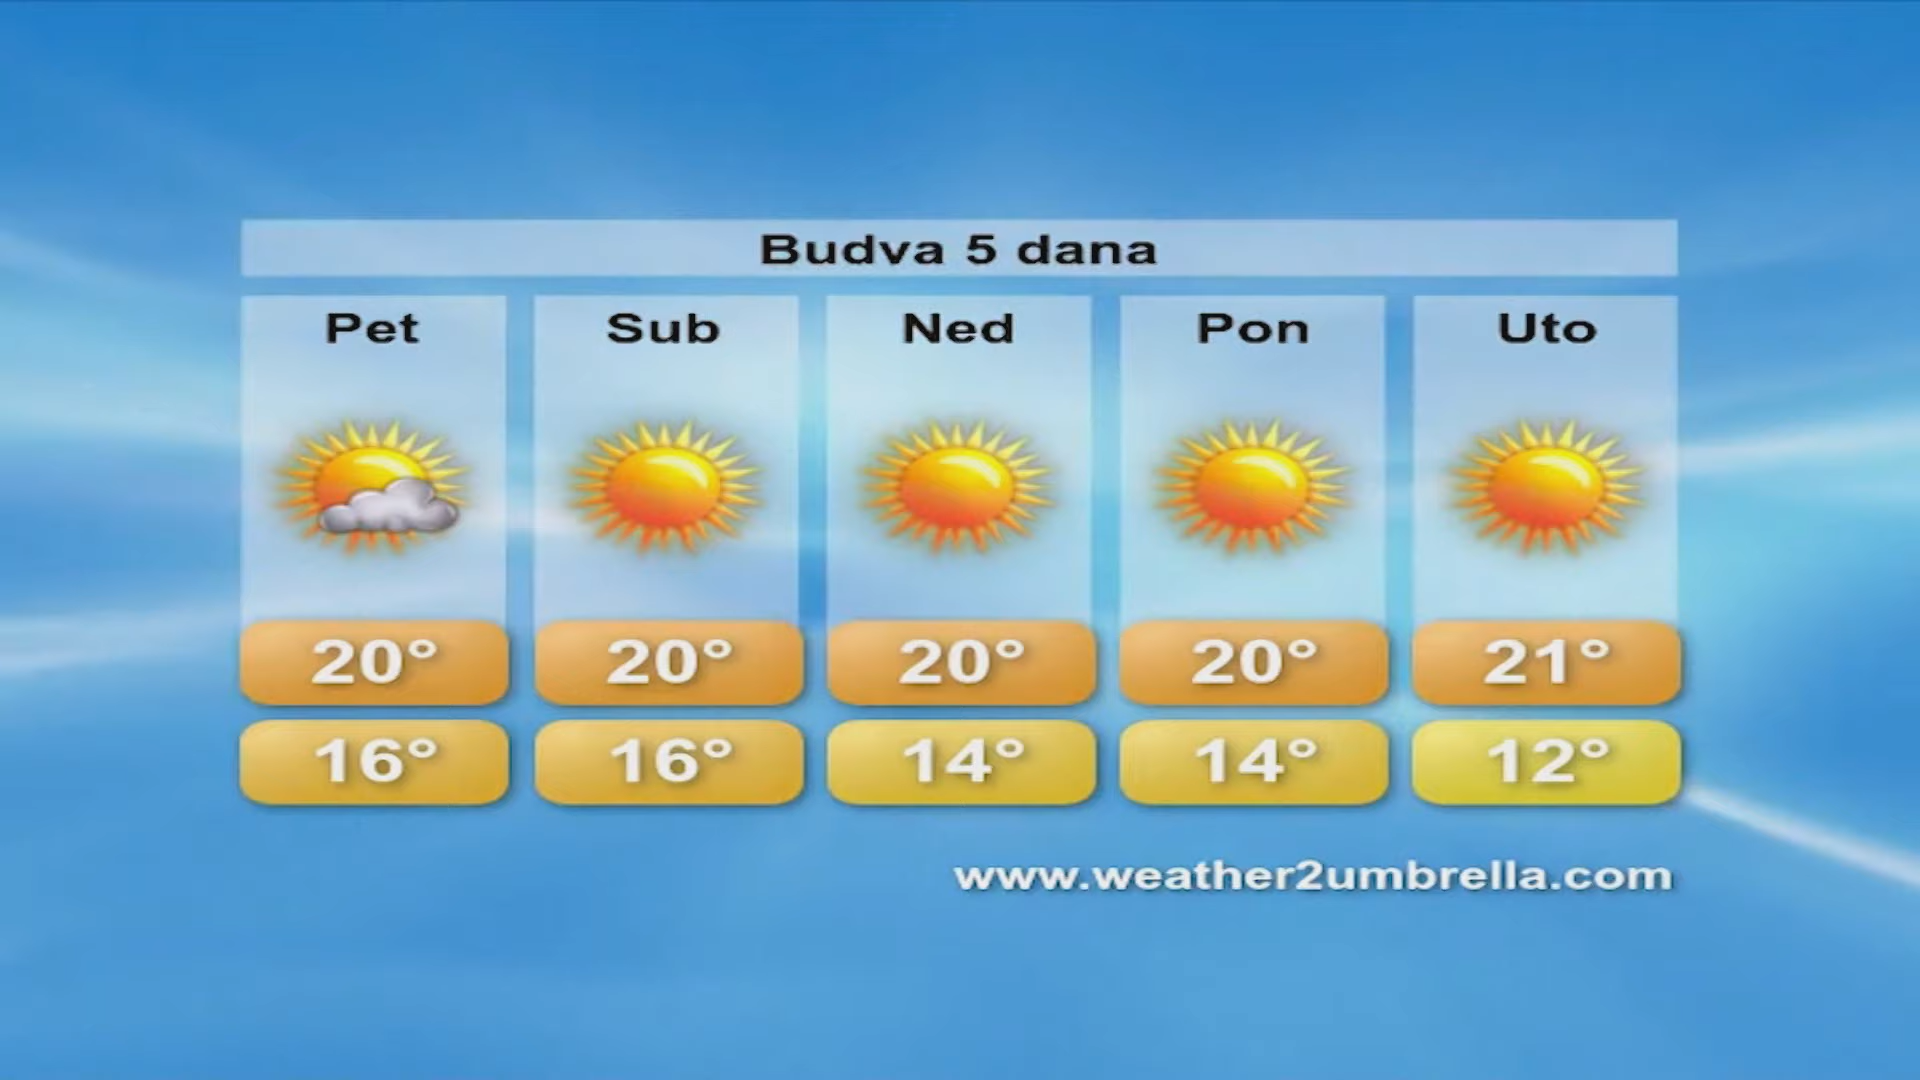 Budva 5 dana
Pet Sub Ned Pon Uto
20° 20° 20° 20° 21°
16° 16° 14° 14° 12°
www.weather2umbrella.com